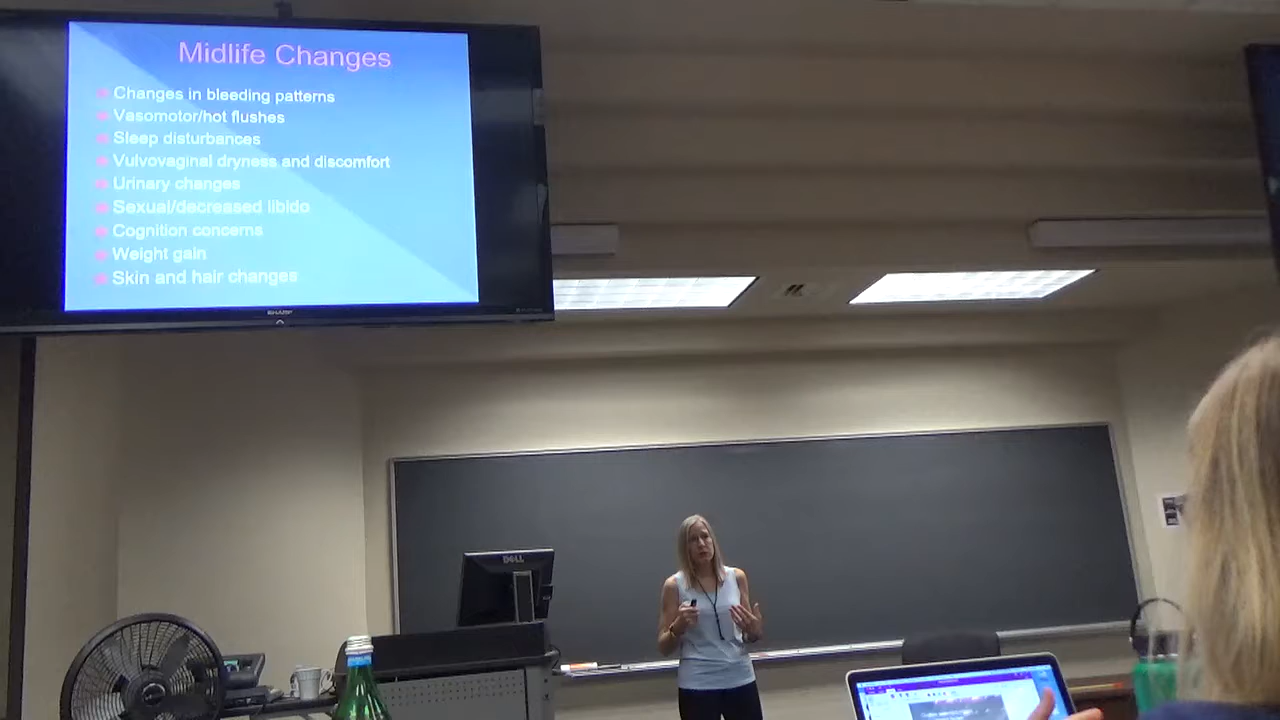 Midlife Changes
Changes in bleeding patterns
Vasomotor/hot flushes
Sleep disturbances
Vulvovaginal dryness and discomfort
Urinary changes
Sexual/decreased libido
Cognition concerns
Weight gain
Skin and hair changes
SHARP
DELL